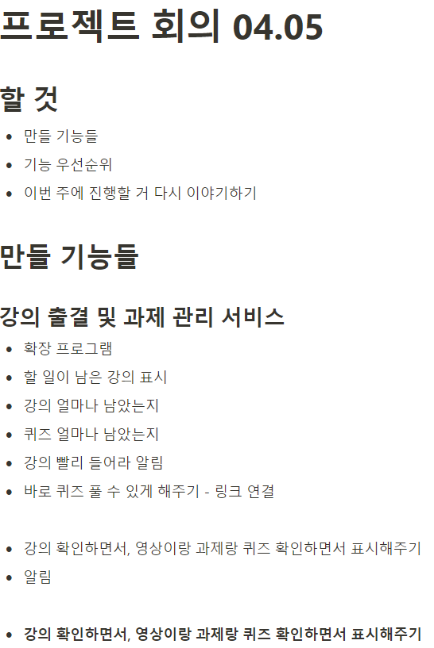 프로젝트 회의 04.05
할 것
• 만들 기능들
• 기능 우선순위
• 이번 주에 진행할 거 다시 이야기하기
만들 기능들
강의 출결 및 과제 관리 서비스
• 확장 프로그램
• 할 일이 남은 강의 표시
• 강의 얼마나 남았는지
• 퀴즈 얼마나 남았는지
• 강의 빨리 들어라 알림
• 바로 퀴즈 풀 수 있게 해주기 - 링크 연결
• 강의 확인하면서, 영상이랑 과제랑 퀴즈 확인하면서 표시해주기
• 알림
• 강의 확인하면서, 영상이랑 과제랑 퀴즈 확인하면서 표시해주기